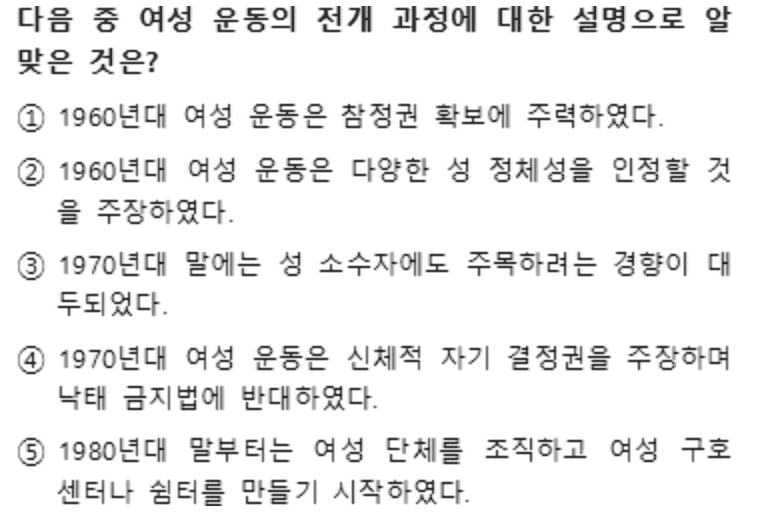 다음 중 여성 운동의 전개 과정에 대한 설명으로 알
맞은 것은?
① 1960년대 여성 운동은 참정권 확보에 주력하였다.
② 1960년대 여성 운동은 다양한 성 정체성을 인정할 것
을 주장하였다.
③ 1970년대 말에는 성 소수자에도 주목하려는 경향이 대
두되었다.
④ 1970년대 여성 운동은 신체적 자기 결정권을 주장하며
낙태 금지법에 반대하였다.
⑤ 1980년대 말부터는 여성 단체를 조직하고 여성 구호
센터나 쉼터를 만들기 시작하였다.